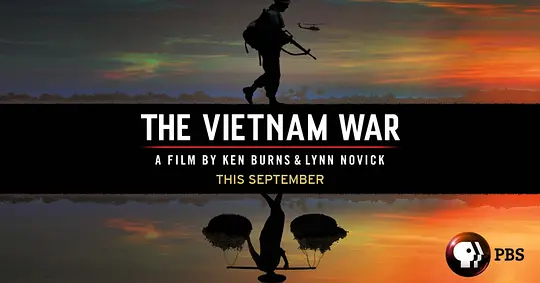 THE VIETNAM WAR
A FILM BY KEN BURNS & LYNN NOVICK
THIS SEPTEMBER
PBS